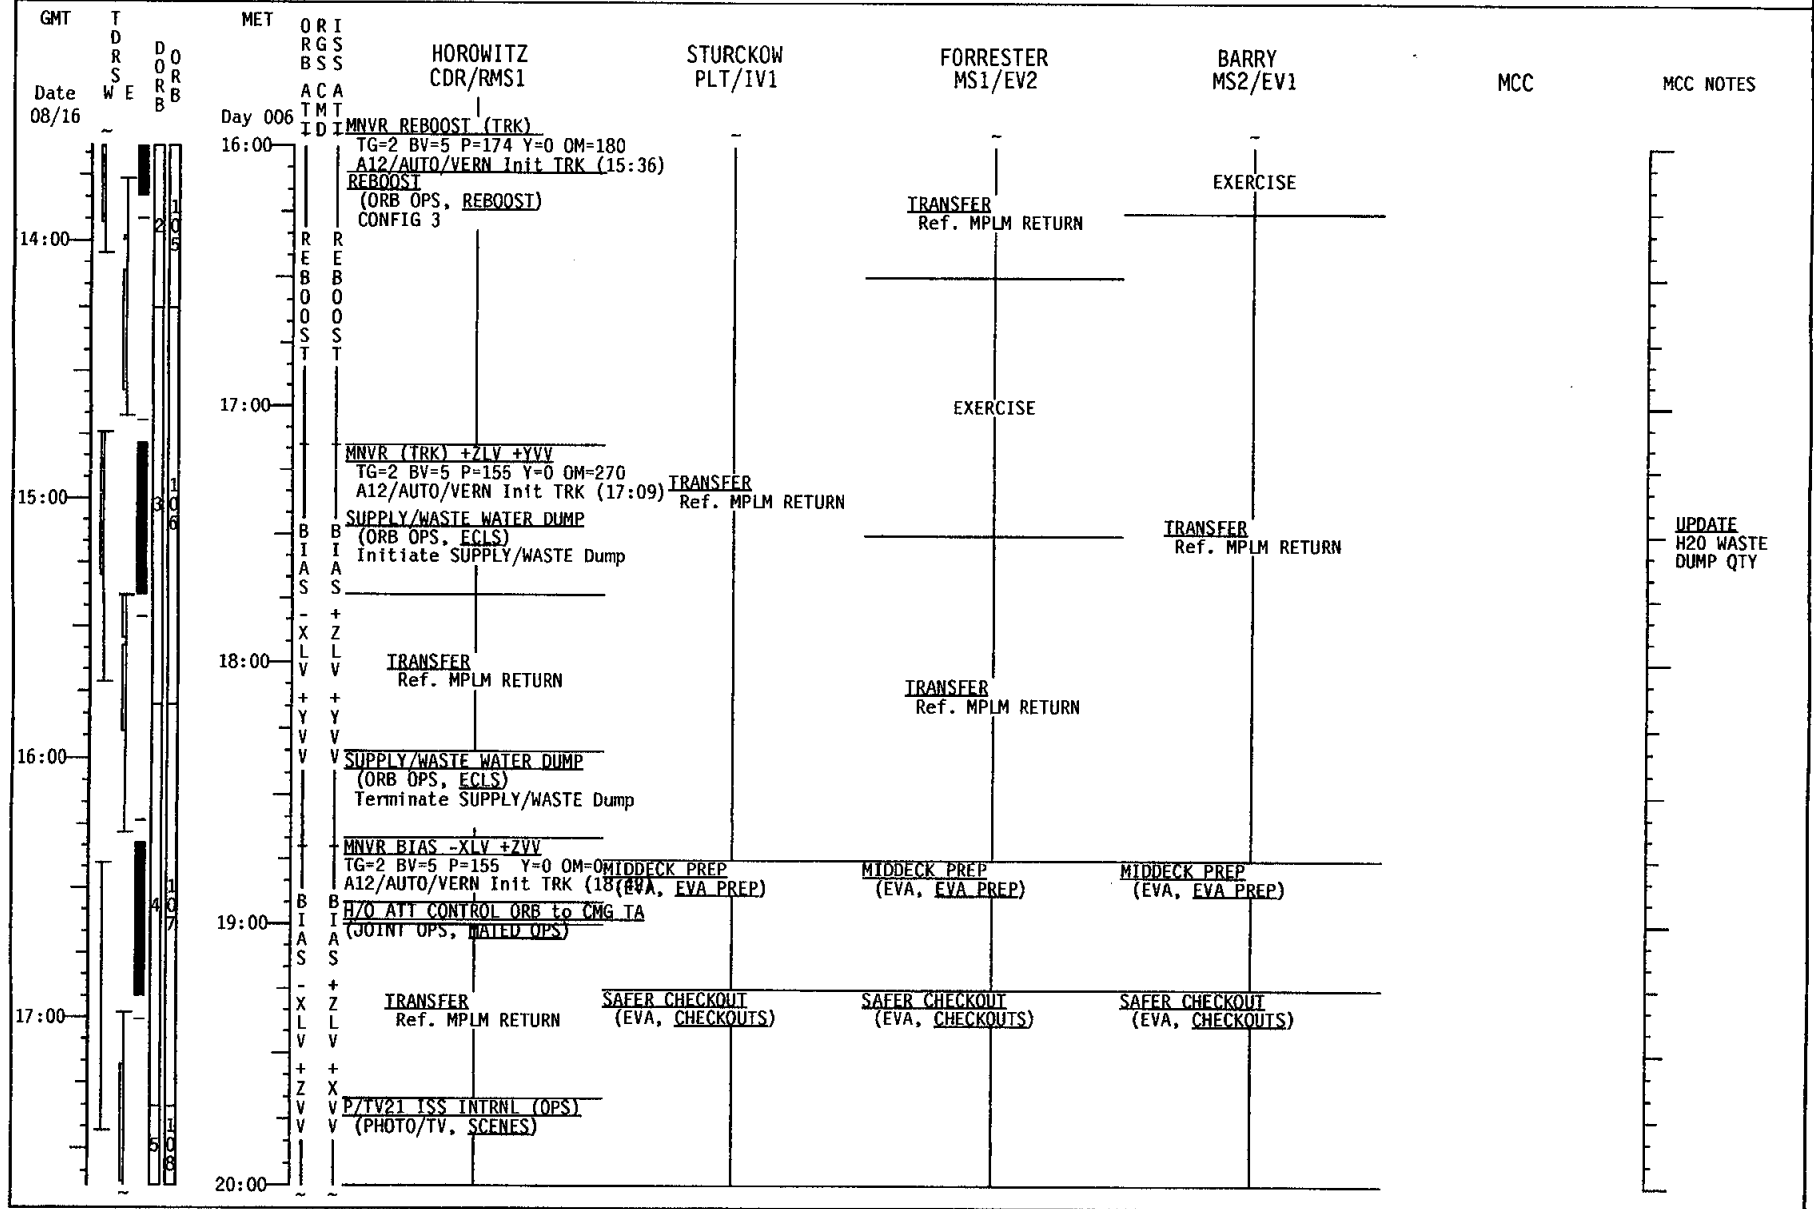 GMT
TDRS
W E
DORB
ORB
MET
ORB ATT
RGS CMD
ISS ATT
HOROWITZ
CDR/RMS1
STURCKOW
PLT/IV1
FORRESTER
MS1/EV2
BARRY
MS2/EV1
MCC
MCC NOTES
Date
08/16
Day 006
14:00
15:00
16:00
17:00
2
3
4
5
105
106
107
108
16:00
17:00
18:00
19:00
20:00
REBOOST
BIAS -XLV +YVV
BIAS -XLV +ZVV
REBOOST
BIAS +ZLV +YVV
BIAS +ZLV +XVV
MNVR REBOOST (TRK)
TG=2 BV=5 P=174 Y=0 OM=180
A12/AUTO/VERN Init TRK (15:36)
REBOOST
(ORB OPS, REBOOST)
CONFIG 3
MNVR (TRK) +ZLV +YVV
TG=2 BV=5 P=155 Y=0 OM=270
A12/AUTO/VERN Init TRK (17:09)
SUPPLY/WASTE WATER DUMP
(ORB OPS, ECLS)
Initiate SUPPLY/WASTE Dump
TRANSFER
Ref. MPLM RETURN
SUPPLY/WASTE WATER DUMP
(ORB OPS, ECLS)
Terminate SUPPLY/WASTE Dump
MNVR BIAS -XLV +ZVV
TG=2 BV=5 P=155 Y=0 OM=0
A12/AUTO/VERN Init TRK
H/O ATT CONTROL ORB to CMG TA
(JOINT OPS, MATED OPS)
TRANSFER
Ref. MPLM RETURN
P/TV21 ISS INTRNL (OPS)
(PHOTO/TV, SCENES)
TRANSFER
Ref. MPLM RETURN
MIDDECK PREP
(EVA, EVA PREP)
SAFER CHECKOUT
(EVA, CHECKOUTS)
TRANSFER
Ref. MPLM RETURN
EXERCISE
TRANSFER
Ref. MPLM RETURN
MIDDECK PREP
(EVA, EVA PREP)
SAFER CHECKOUT
(EVA, CHECKOUTS)
EXERCISE
TRANSFER
Ref. MPLM RETURN
MIDDECK PREP
(EVA, EVA PREP)
SAFER CHECKOUT
(EVA, CHECKOUTS)
UPDATE
H2O WASTE
DUMP QTY